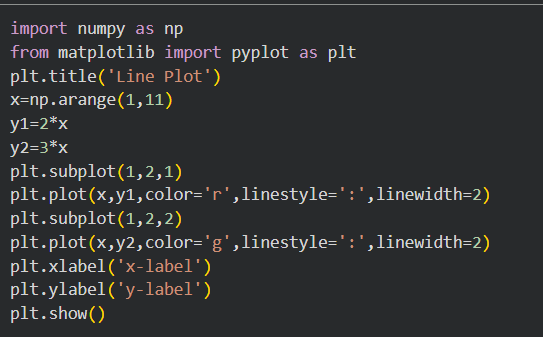 import numpy as np
from matplotlib import pyplot as plt
plt.title('Line Plot')
x=np.arange(1,11)
y1=2*x
y2=3*x
plt.subplot(1,2,1)
plt.plot(x,y1,color='r',linestyle=':',linewidth=2)
plt.subplot(1,2,2)
plt.plot(x,y2,color='g',linestyle=':',linewidth=2)
plt.xlabel('x-label')
plt.ylabel('y-label')
plt.show()